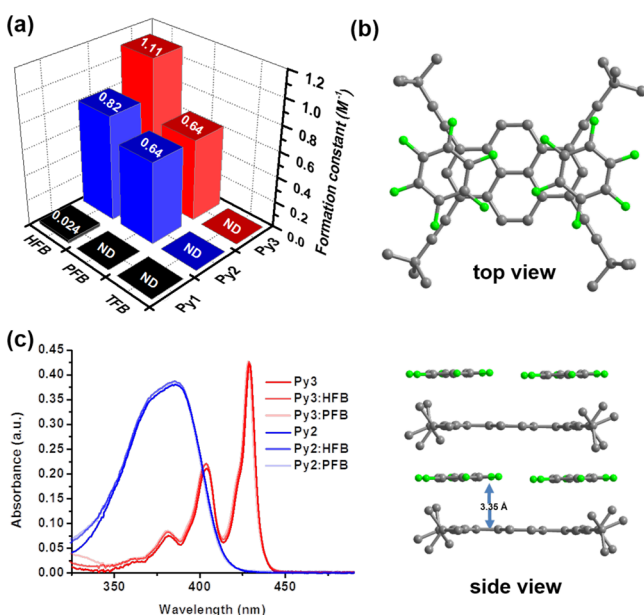 (a)
1.11
0.82
0.64
0.64
0.024
ND
ND
ND
ND
1.2
1.0
0.8
0.6
0.4
0.2
0.0
Formation constant (M⁻¹)
HFB
PFB
TFB
Py1
Py2
Py3
(b)
top view
3.35 Å
side view
(c)
0.45
0.40
0.35
0.30
0.25
0.20
0.15
0.10
0.05
0.00
Absorbance (a.u.)
Py3
Py3:HFB
Py3:PFB
Py2
Py2:HFB
Py2:PFB
350
400
450
Wavelength (nm)